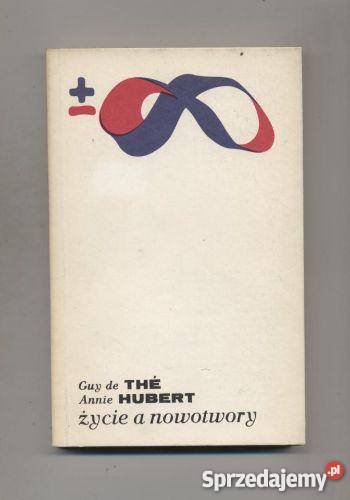 ±
Guy de THÉ
Annie HUBERT
życie a nowotwory
Sprzedajemy.pl